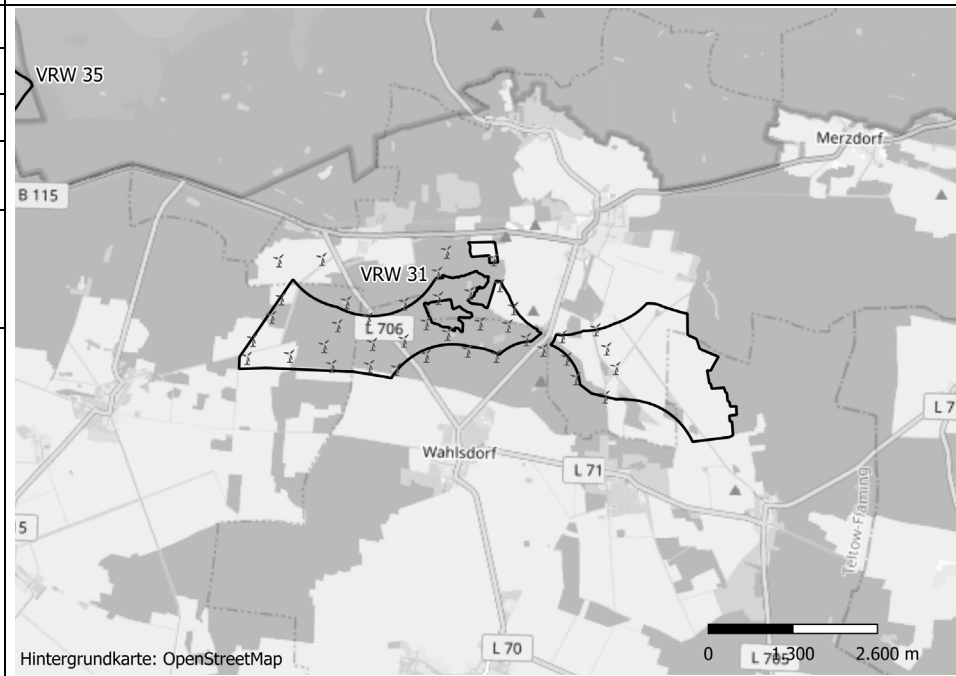 VRW 35
Merzdorf
B 115
VRW 31
L 706
L 7
Wahlsdorf
L 71
Teltow-Fläming
5
L 70
L 705
0 1.300 2.600 m
Hintergrundkarte: OpenStreetMap